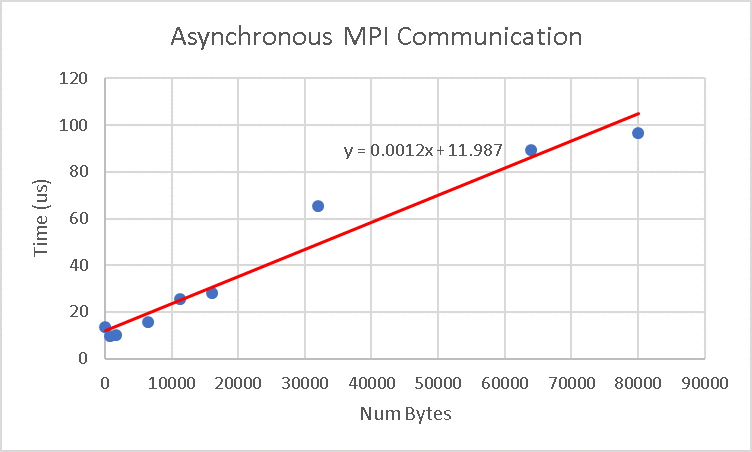 Asynchronous MPI Communication
120
100
80
60
40
20
0
Time (us)
y = 0.0012x + 11.987
0 10000 20000 30000 40000 50000 60000 70000 80000 90000
Num Bytes